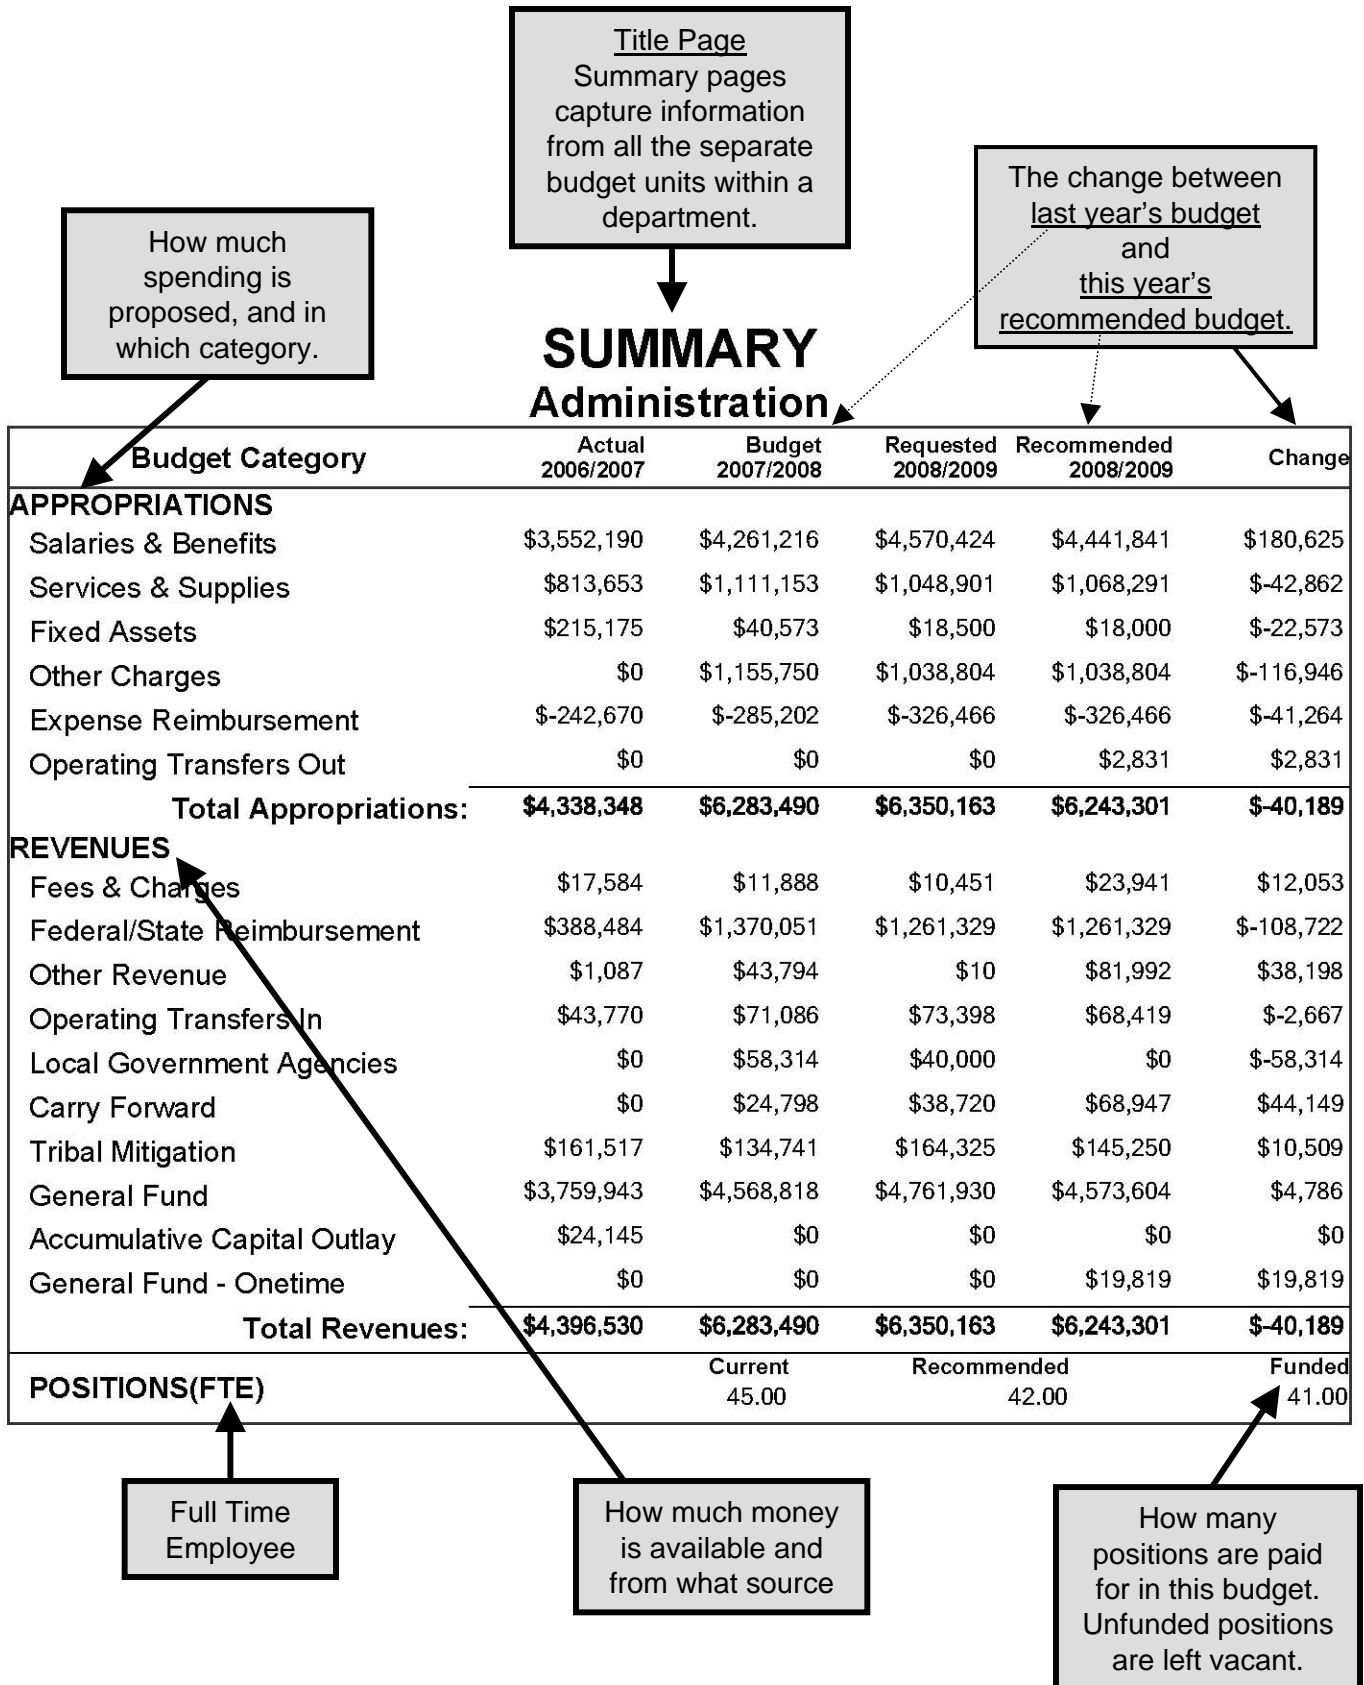 Title Page
Summary pages
capture information
from all the separate
budget units within a
department.
The change between
last year's budget
and
this year's
recommended budget.
How much
spending is
proposed, and in
which category.
SUMMARY
Administration
Budget Category Actual 2006/2007 Budget 2007/2008 Requested 2008/2009 Recommended 2008/2009 Change
APPROPRIATIONS
Salaries & Benefits $3,552,190 $4,261,216 $4,570,424 $4,441,841 $180,625
Services & Supplies $813,653 $1,111,153 $1,048,901 $1,068,291 $-42,862
Fixed Assets $215,175 $40,573 $18,500 $18,000 $-22,573
Other Charges $0 $1,155,750 $1,038,804 $1,038,804 $-116,946
Expense Reimbursement $-242,670 $-285,202 $-326,466 $-326,466 $-41,264
Operating Transfers Out $0 $0 $0 $2,831 $2,831
Total Appropriations: $4,338,348 $6,283,490 $6,350,163 $6,243,301 $-40,189
REVENUES
Fees & Charges $17,584 $11,888 $10,451 $23,941 $12,053
Federal/State Reimbursement $388,484 $1,370,051 $1,261,329 $1,261,329 $-108,722
Other Revenue $1,087 $43,794 $10 $81,992 $38,198
Operating Transfers In $43,770 $71,086 $73,398 $68,419 $-2,667
Local Government Agencies $0 $58,314 $40,000 $0 $-58,314
Carry Forward $0 $24,798 $38,720 $68,947 $44,149
Tribal Mitigation $161,517 $134,741 $164,325 $145,250 $10,509
General Fund $3,759,943 $4,568,818 $4,761,930 $4,573,604 $4,786
Accumulative Capital Outlay $24,145 $0 $0 $0 $0
General Fund - Onetime $0 $0 $0 $19,819 $19,819
Total Revenues: $4,396,530 $6,283,490 $6,350,163 $6,243,301 $-40,189
Current Recommended Funded
POSITIONS(FTE) 45.00 42.00 41.00
Full Time
Employee
How much money
is available and
from what source
How many
positions are paid
for in this budget.
Unfunded positions
are left vacant.